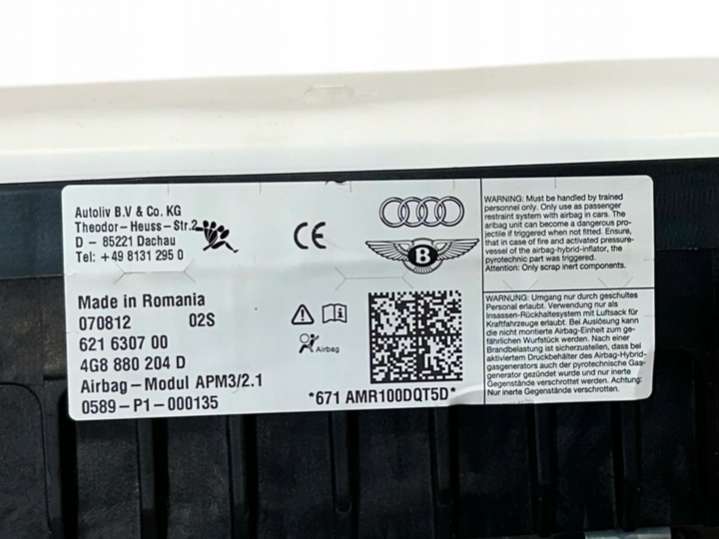 Autoliv B.V & Co. KG
Theodor-Heuss-Str.2
D - 85221 Dachau
Tel: +49 8131 295 0
CE
B
Made in Romania
070812 02S
621 6307 00
4G8 880 204 D
Airbag-Modul APM3/2.1
0589-P1-000135
Airbag
*671 AMR100DQT5D*
WARNING: Must be handled by trained
personnel only. Only use as passenger
restraint system with airbag in cars. The
airbag unit can become a dangerous pro-
jectile if triggered when not fitted. Ensure,
that in case of fire and activated pressure-
vessel of the airbag-hybrid-inflator, the
pyrotechnic part was triggered.
Attention: Only scrap inert components.
WARNUNG: Umgang nur durch geschultes
Personal erlaubt. Verwendung nur als
Insassen-Rückhaltesystem mit Luftsack für
Kraftfahrzeuge erlaubt. Bei Auslösung kann
die nicht montierte Airbag-Einheit zum ge-
fährlichen Wurfstück werden. Nach einer
Brandbelastung ist sicherzustellen, dass bei
aktiviertem Druckbehälter des Airbag-Hybrid-
gasgenerators auch der pyrotechnische Gas-
generator gezündet wurde und nur inerte
Gegenstände verschrottet werden. Achtung:
Nur inerte Gegenstände verschrotten.